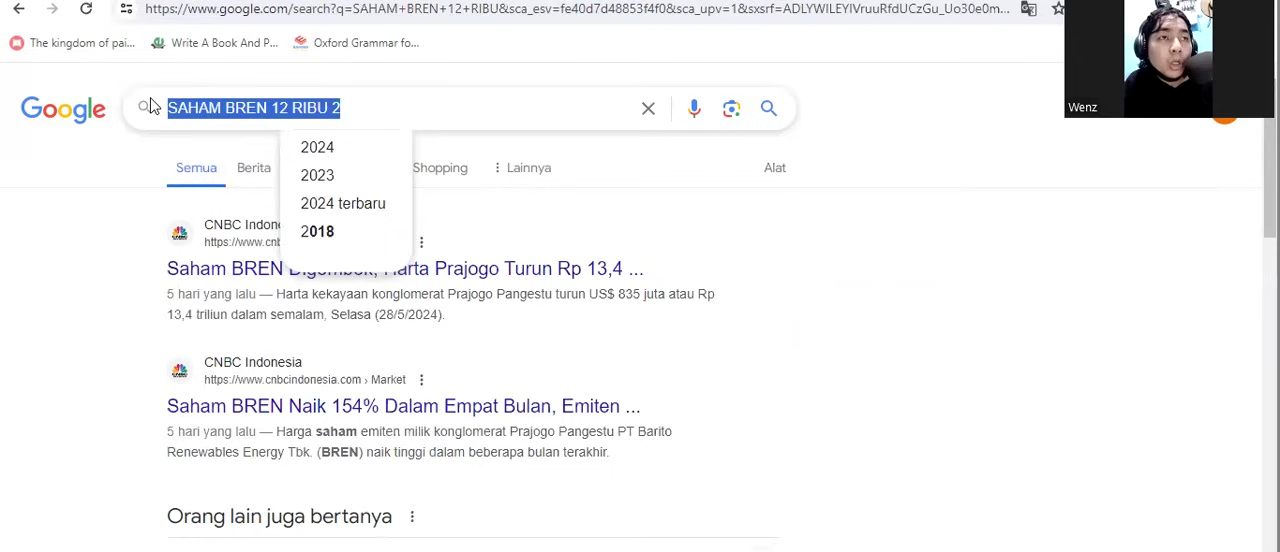 google.com/search?q=SAHAM+BREN+12+RIBU&sca_esv=fe40d7d48853f4f0&sca_upv=1&sxsrf=ADLYWILEYIVruuRfdUCzGu_Uo30e0m...
The kingdom of pai...
Write A Book And P...
Oxford Grammar fo...
Google
SAHAM BREN 12 RIBU 2
Wenz
2024
2023
2024 terbaru
2018
Semua
Berita
Shopping
Lainnya
Alat
CNBC Indone
https://www.cnb
Saham BREN Digembok, Harta Prajogo Turun Rp 13,4 ...
5 hari yang lalu — Harta kekayaan konglomerat Prajogo Pangestu turun US$ 835 juta atau Rp
13,4 triliun dalam semalam, Selasa (28/5/2024).
CNBC Indonesia
https://www.cnbcindonesia.com › Market
Saham BREN Naik 154% Dalam Empat Bulan, Emiten ...
5 hari yang lalu — Harga saham emiten milik konglomerat Prajogo Pangestu PT Barito
Renewables Energy Tbk. (BREN) naik tinggi dalam beberapa bulan terakhir.
Orang lain juga bertanya